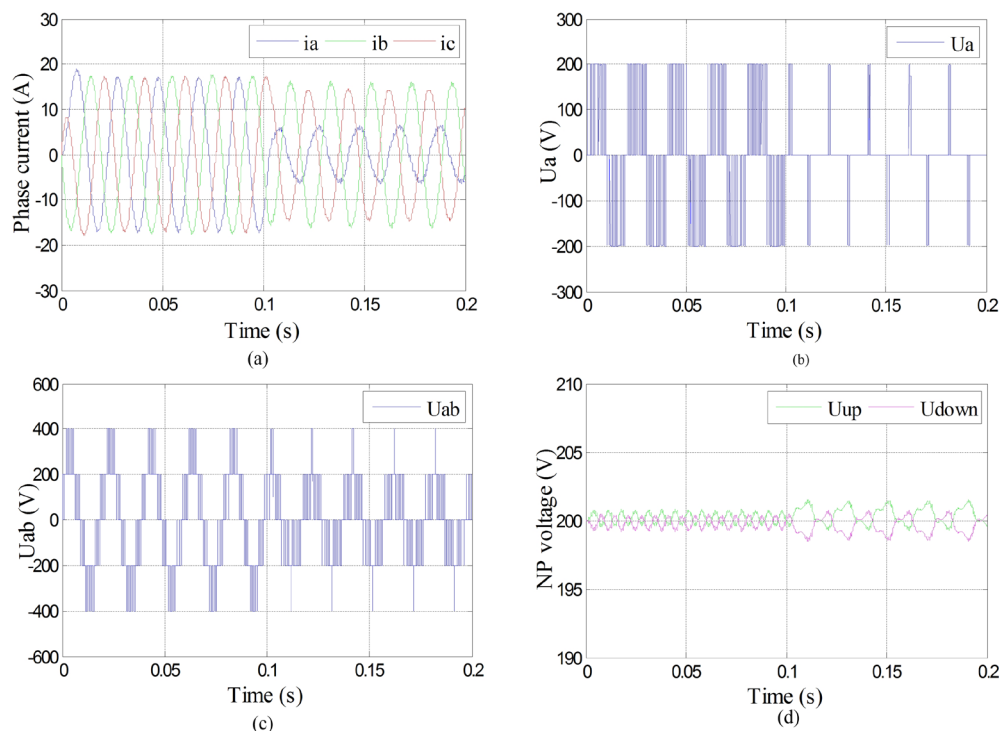 30
20
10
0
-10
-20
-30
Phase current (A)
ia ib ic
0 0.05 0.1 0.15 0.2
Time (s)
(a)
300
200
100
0
-100
-200
-300
Ua (V)
Ua
0 0.05 0.1 0.15 0.2
Time (s)
(b)
600
400
200
0
-200
-400
-600
Uab (V)
Uab
0 0.05 0.1 0.15 0.2
Time (s)
(c)
210
205
200
195
190
NP voltage (V)
Uup Udown
0 0.05 0.1 0.15 0.2
Time (s)
(d)